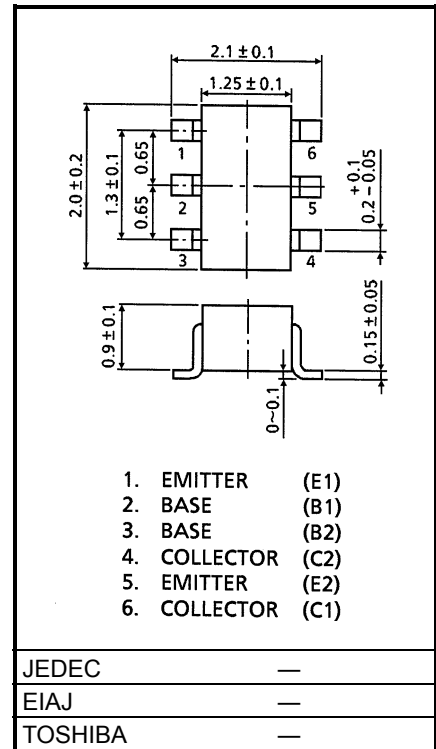 2.1±0.1
1.25±0.1
1
6
2
5
3
4
2.0±0.2
1.3±0.1
0.65
0.65
+0.1
0.2-0.05
0.9±0.1
0.15±0.05
0~0.1
1. EMITTER (E1)
2. BASE (B1)
3. BASE (B2)
4. COLLECTOR (C2)
5. EMITTER (E2)
6. COLLECTOR (C1)
JEDEC —
EIAJ —
TOSHIBA —